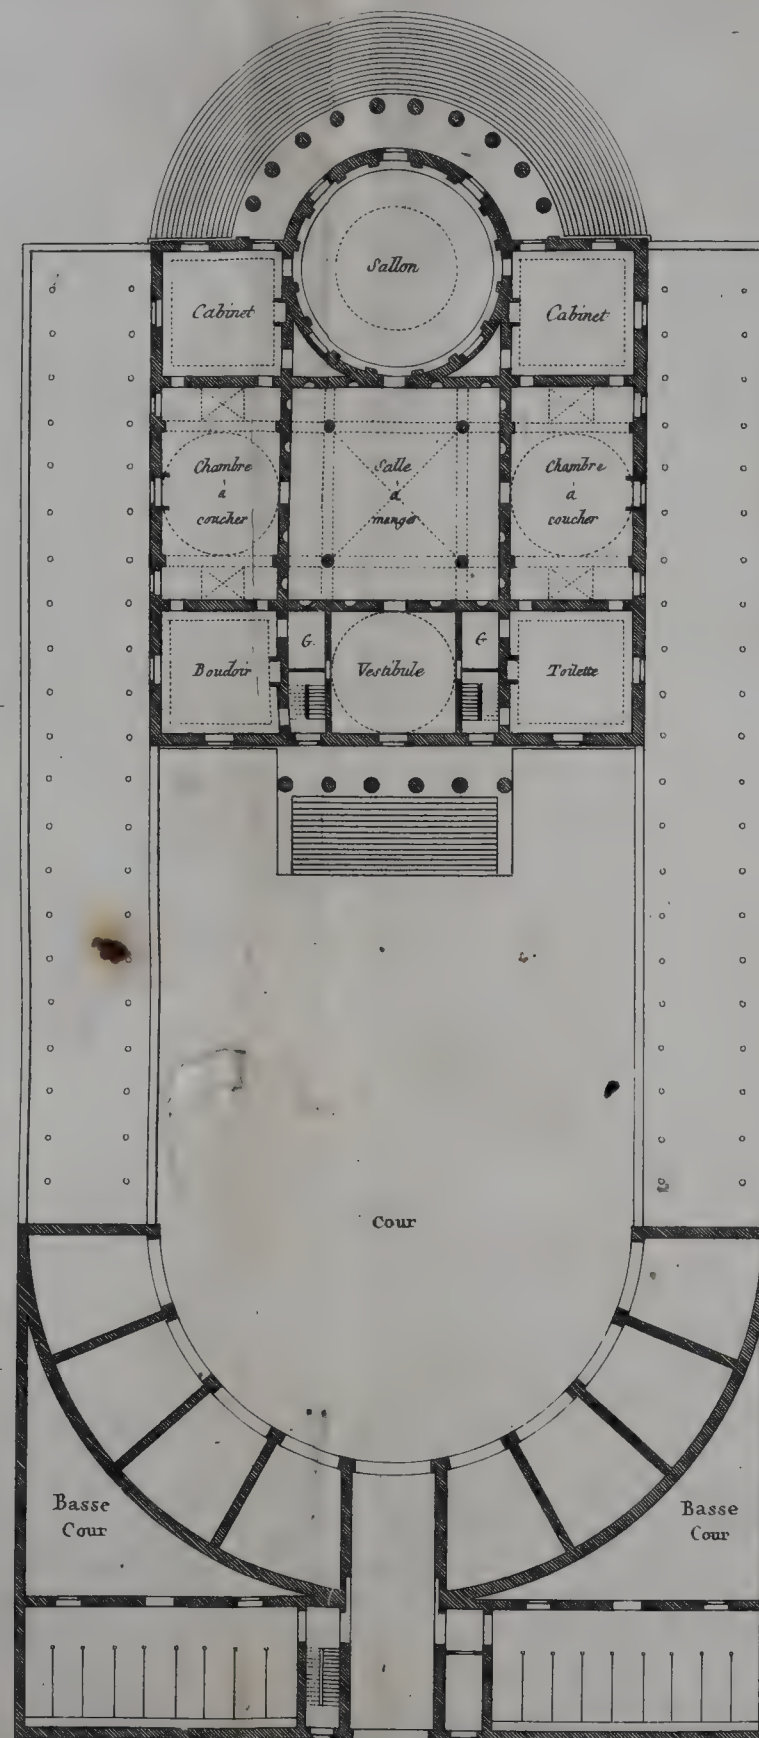 Sallon
Cabinet
Cabinet
Chambre
à
coucher
Salle
à
manger
Chambre
à
coucher
Boudoir
G.
Vestibule
G
Toilette
Cour
Basse
Cour
Basse
Cour